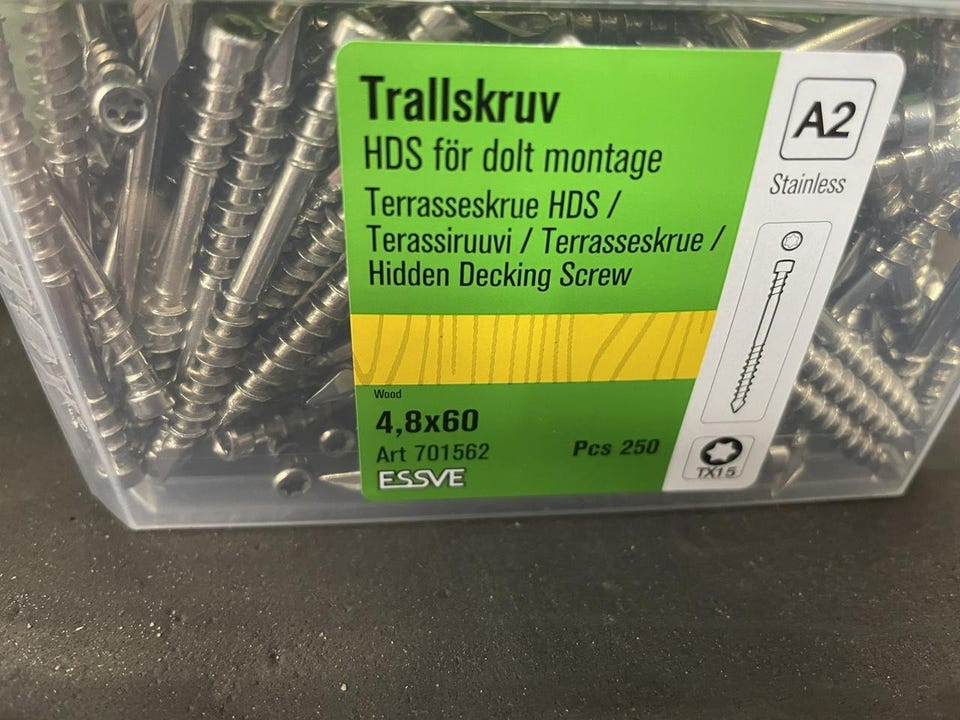 Trallskruv
HDS för dolt montage
Terrasseskrue HDS /
Terassiruuvi / Terrasseskrue /
Hidden Decking Screw
Wood
4,8x60
Art 701562
Pcs 250
ESSVE
A2
Stainless
TX15